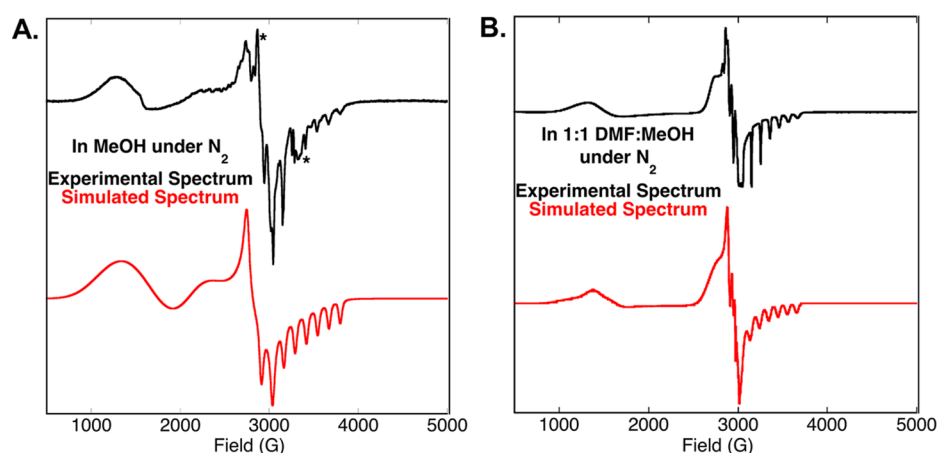 A.
*
*
In MeOH under N2
Experimental Spectrum
Simulated Spectrum
1000 2000 3000 4000 5000
Field (G)
B.
In 1:1 DMF:MeOH
under N2
Experimental Spectrum
Simulated Spectrum
1000 2000 3000 4000 5000
Field (G)